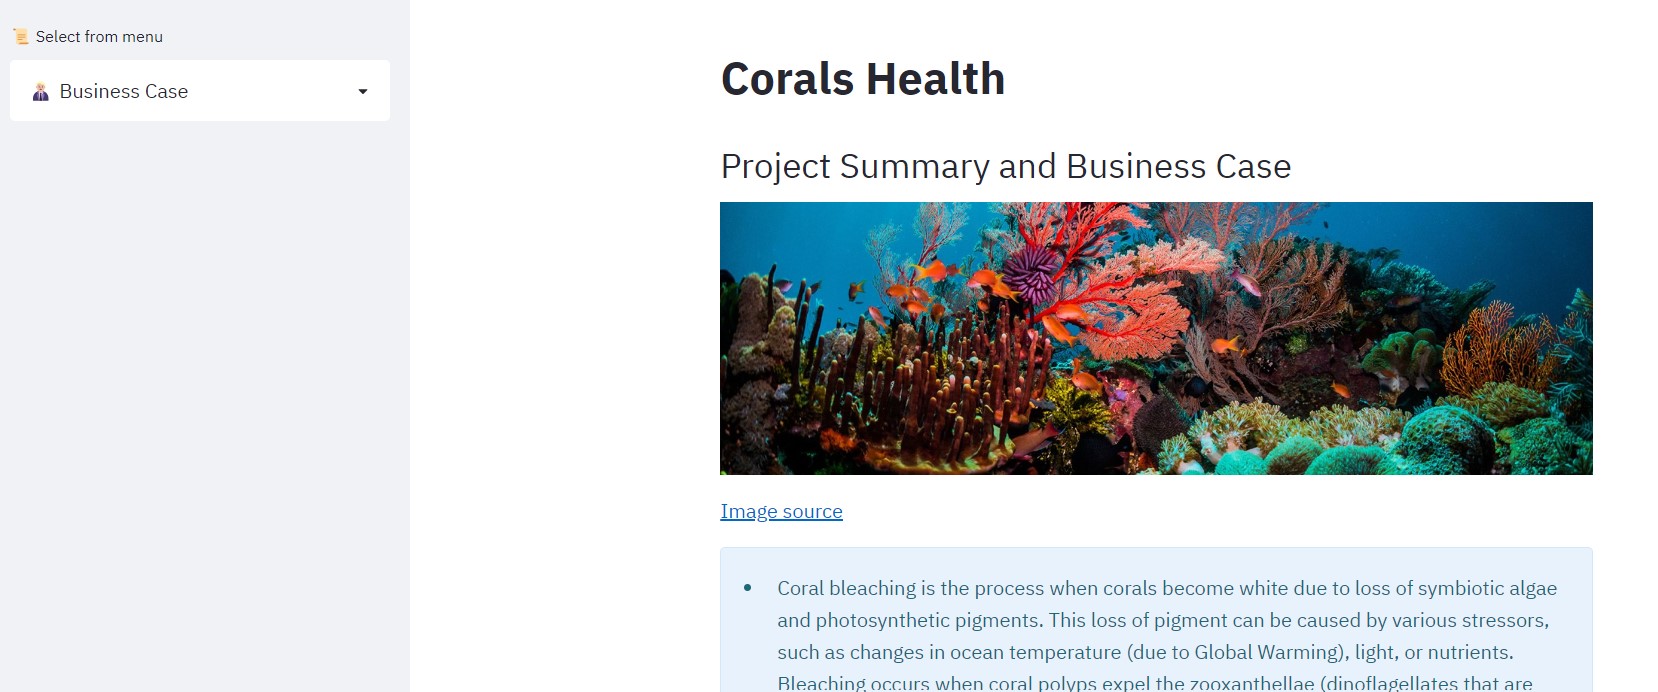 Select from menu
Business Case
Corals Health
Project Summary and Business Case
Image source
Coral bleaching is the process when corals become white due to loss of symbiotic algae
and photosynthetic pigments. This loss of pigment can be caused by various stressors,
such as changes in ocean temperature (due to Global Warming), light, or nutrients.
Bleaching occurs when coral polyps expel the zooxanthellae (dinoflagellates that are